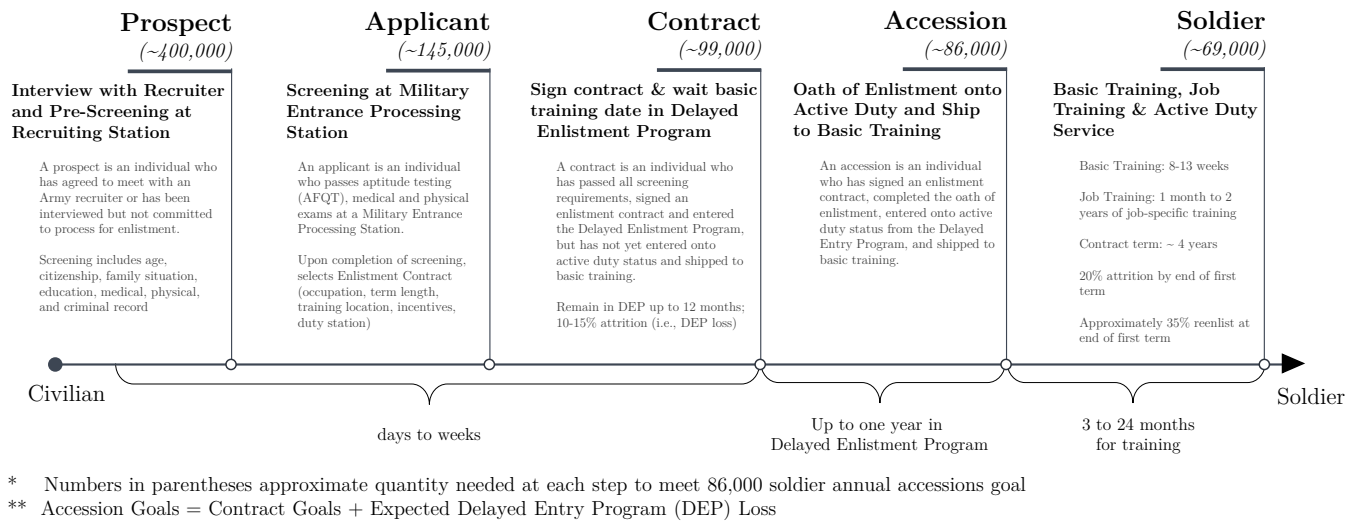 Prospect
(~400,000)
Interview with Recruiter
and Pre-Screening at
Recruiting Station
A prospect is an individual who
has agreed to meet with an
Army recruiter or has been
interviewed but not committed
to process for enlistment.
Screening includes age,
citizenship, family situation,
education, medical, physical,
and criminal record
Applicant
(~145,000)
Screening at Military
Entrance Processing
Station
An applicant is an individual
who passes aptitude testing
(AFQT), medical and physical
exams at a Military Entrance
Processing Station.
Upon completion of screening,
selects Enlistment Contract
(occupation, term length,
training location, incentives,
duty station)
Contract
(~99,000)
Sign contract & wait basic
training date in Delayed
Enlistment Program
A contract is an individual who
has passed all screening
requirements, signed an
enlistment contract and entered
the Delayed Enlistment Program,
but has not yet entered onto
active duty status and shipped to
basic training.
Remain in DEP up to 12 months;
10-15% attrition (i.e., DEP loss)
Accession
(~86,000)
Oath of Enlistment onto
Active Duty and Ship
to Basic Training
An accession is an individual
who has signed an enlistment
contract, completed the oath of
enlistment, entered onto active
duty status from the Delayed
Entry Program, and shipped to
basic training.
Soldier
(~69,000)
Basic Training, Job
Training & Active Duty
Service
Basic Training: 8-13 weeks
Job Training: 1 month to 2
years of job-specific training
Contract term: ~ 4 years
20% attrition by end of first
term
Approximately 35% reenlist at
end of first term
Civilian
Soldier
days to weeks
Up to one year in
Delayed Enlistment Program
3 to 24 months
for training
* Numbers in parentheses approximate quantity needed at each step to meet 86,000 soldier annual accessions goal
** Accession Goals = Contract Goals + Expected Delayed Entry Program (DEP) Loss